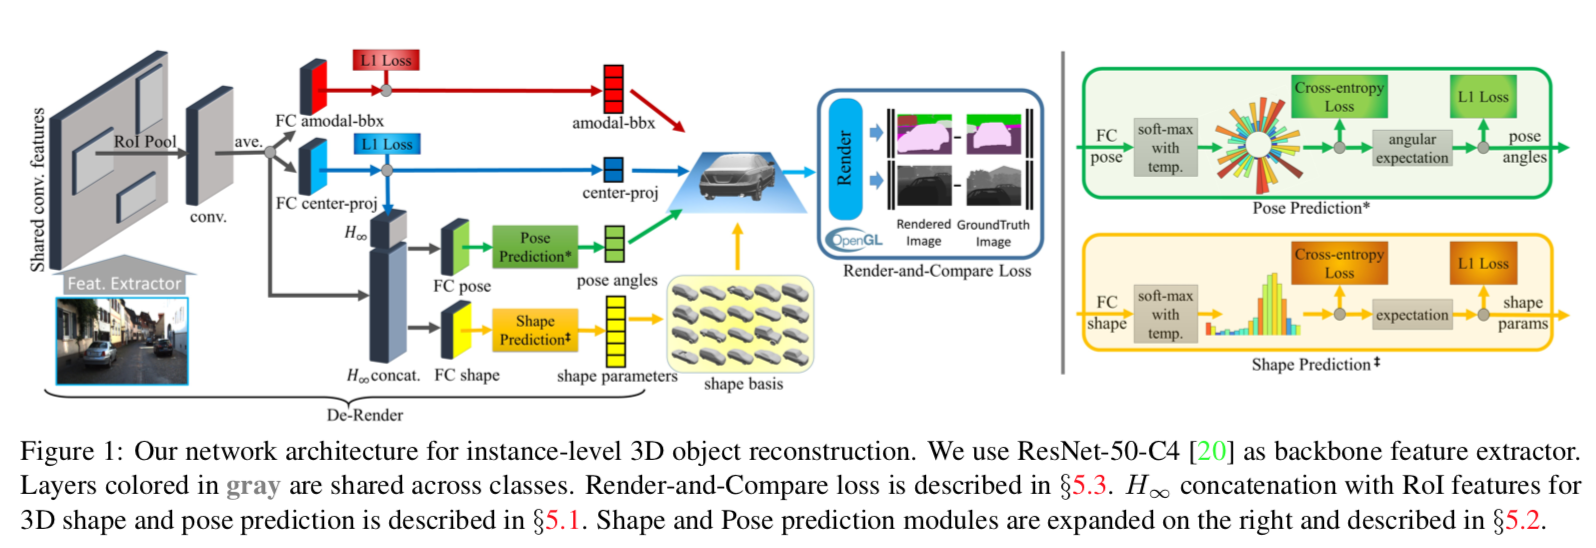 Shared conv. features
Feat. Extractor
RoI Pool
conv.
ave.
FC amodal-bbx
L1 Loss
amodal-bbx
FC center-proj
L1 Loss
center-proj
H∞
H∞ concat.
FC pose
Pose
Prediction*
pose angles
FC shape
Shape
Prediction‡
shape parameters
shape basis
De-Render
Render
OpenGL
Rendered
Image
GroundTruth
Image
Render-and-Compare Loss
FC
pose
soft-max
with
temp.
Cross-entropy
Loss
angular
expectation
L1 Loss
pose
angles
Pose Prediction*
FC
shape
soft-max
with
temp.
Cross-entropy
Loss
expectation
L1 Loss
shape
params
Shape Prediction‡
Figure 1: Our network architecture for instance-level 3D object reconstruction. We use ResNet-50-C4 [20] as backbone feature extractor.
Layers colored in gray are shared across classes. Render-and-Compare loss is described in §5.3. H∞ concatenation with RoI features for
3D shape and pose prediction is described in §5.1. Shape and Pose prediction modules are expanded on the right and described in §5.2.